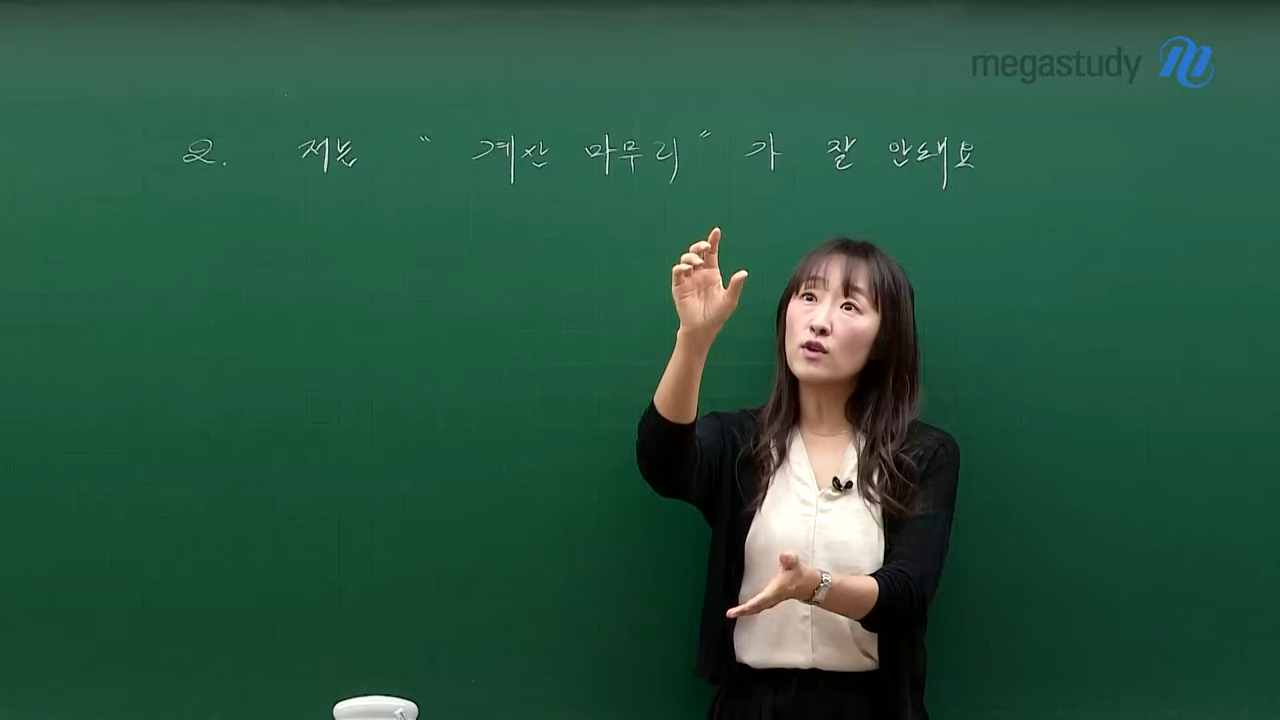 megastudy
2. 저는 " 계산 마무리 " 가 잘 안돼요